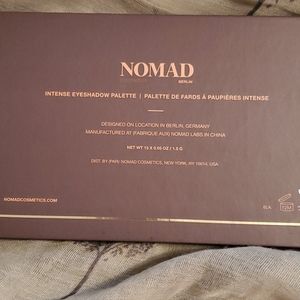 NOMAD
BERLIN
INTENSE EYESHADOW PALETTE | PALETTE DE FARDS À PAUPIÈRES INTENSE
DESIGNED ON LOCATION IN BERLIN, GERMANY
MANUFACTURED AT (FABRIQUE AUX) NOMAD LABS IN CHINA
NET WT 15 X 0.05 OZ / 1.5 G
DIST. BY (PAR) NOMAD COSMETICS, NEW YORK, NY 10014, USA
NOMADCOSMETICS.COM
12M